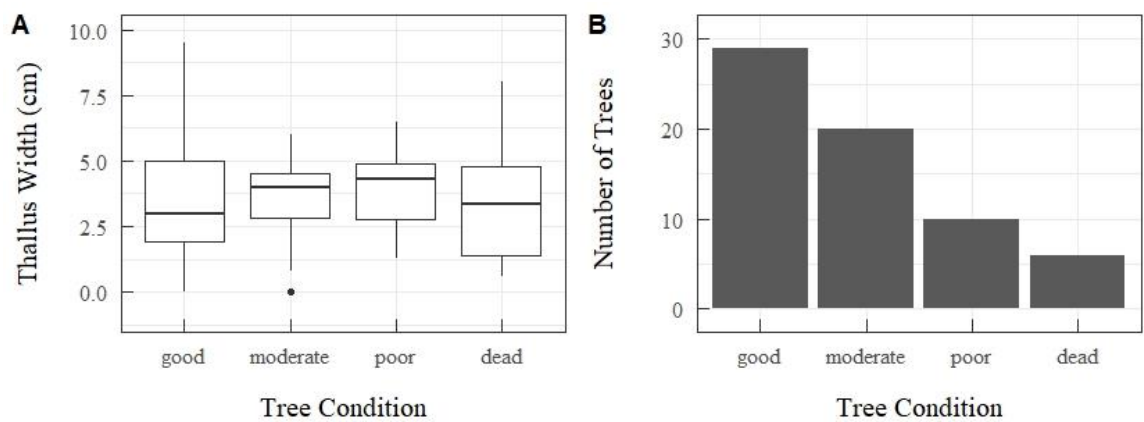 A
Thallus Width (cm)
10.0
7.5
5.0
2.5
0.0
good moderate poor dead
Tree Condition
B
Number of Trees
30
20
10
0
good moderate poor dead
Tree Condition